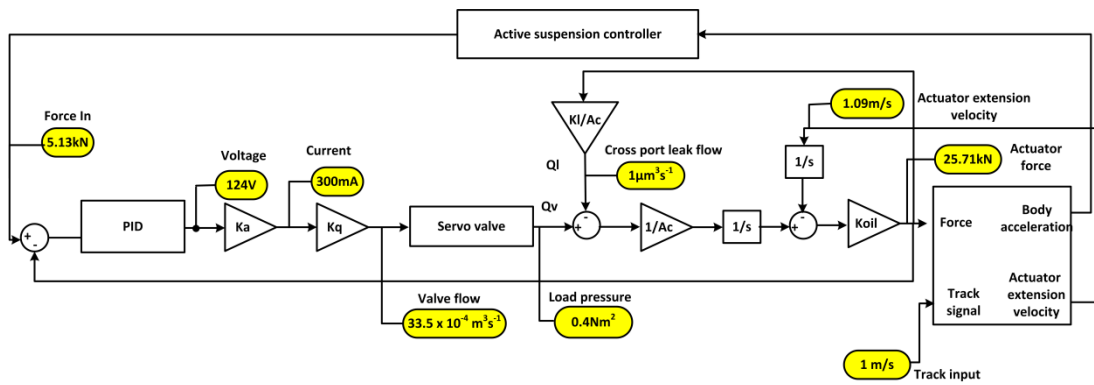 Active suspension controller
Force In
5.13kN
Voltage
124V
Current
300mA
Kl/Ac
Ql
Cross port leak flow
1µm³s⁻¹
1.09m/s
Actuator extension
velocity
1/s
25.71kN
Actuator
force
+
-
PID
Ka
Kq
Servo valve
Qv
+
-
1/Ac
1/s
+
-
Koil
Force
Body
acceleration
Track
signal
Actuator
extension
velocity
Valve flow
33.5 x 10⁻⁴ m³s⁻¹
Load pressure
0.4Nm²
1 m/s
Track input